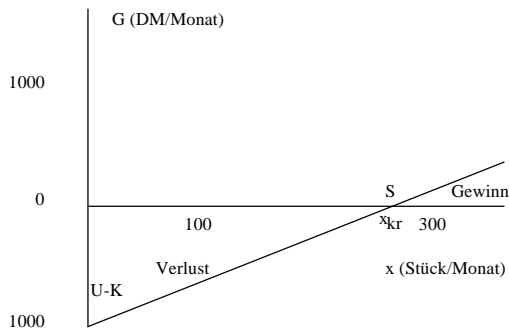 G (DM/Monat)
1000
S
0
Gewinn
100
xkr
300
Verlust
x (Stück/Monat)
U-K
1000